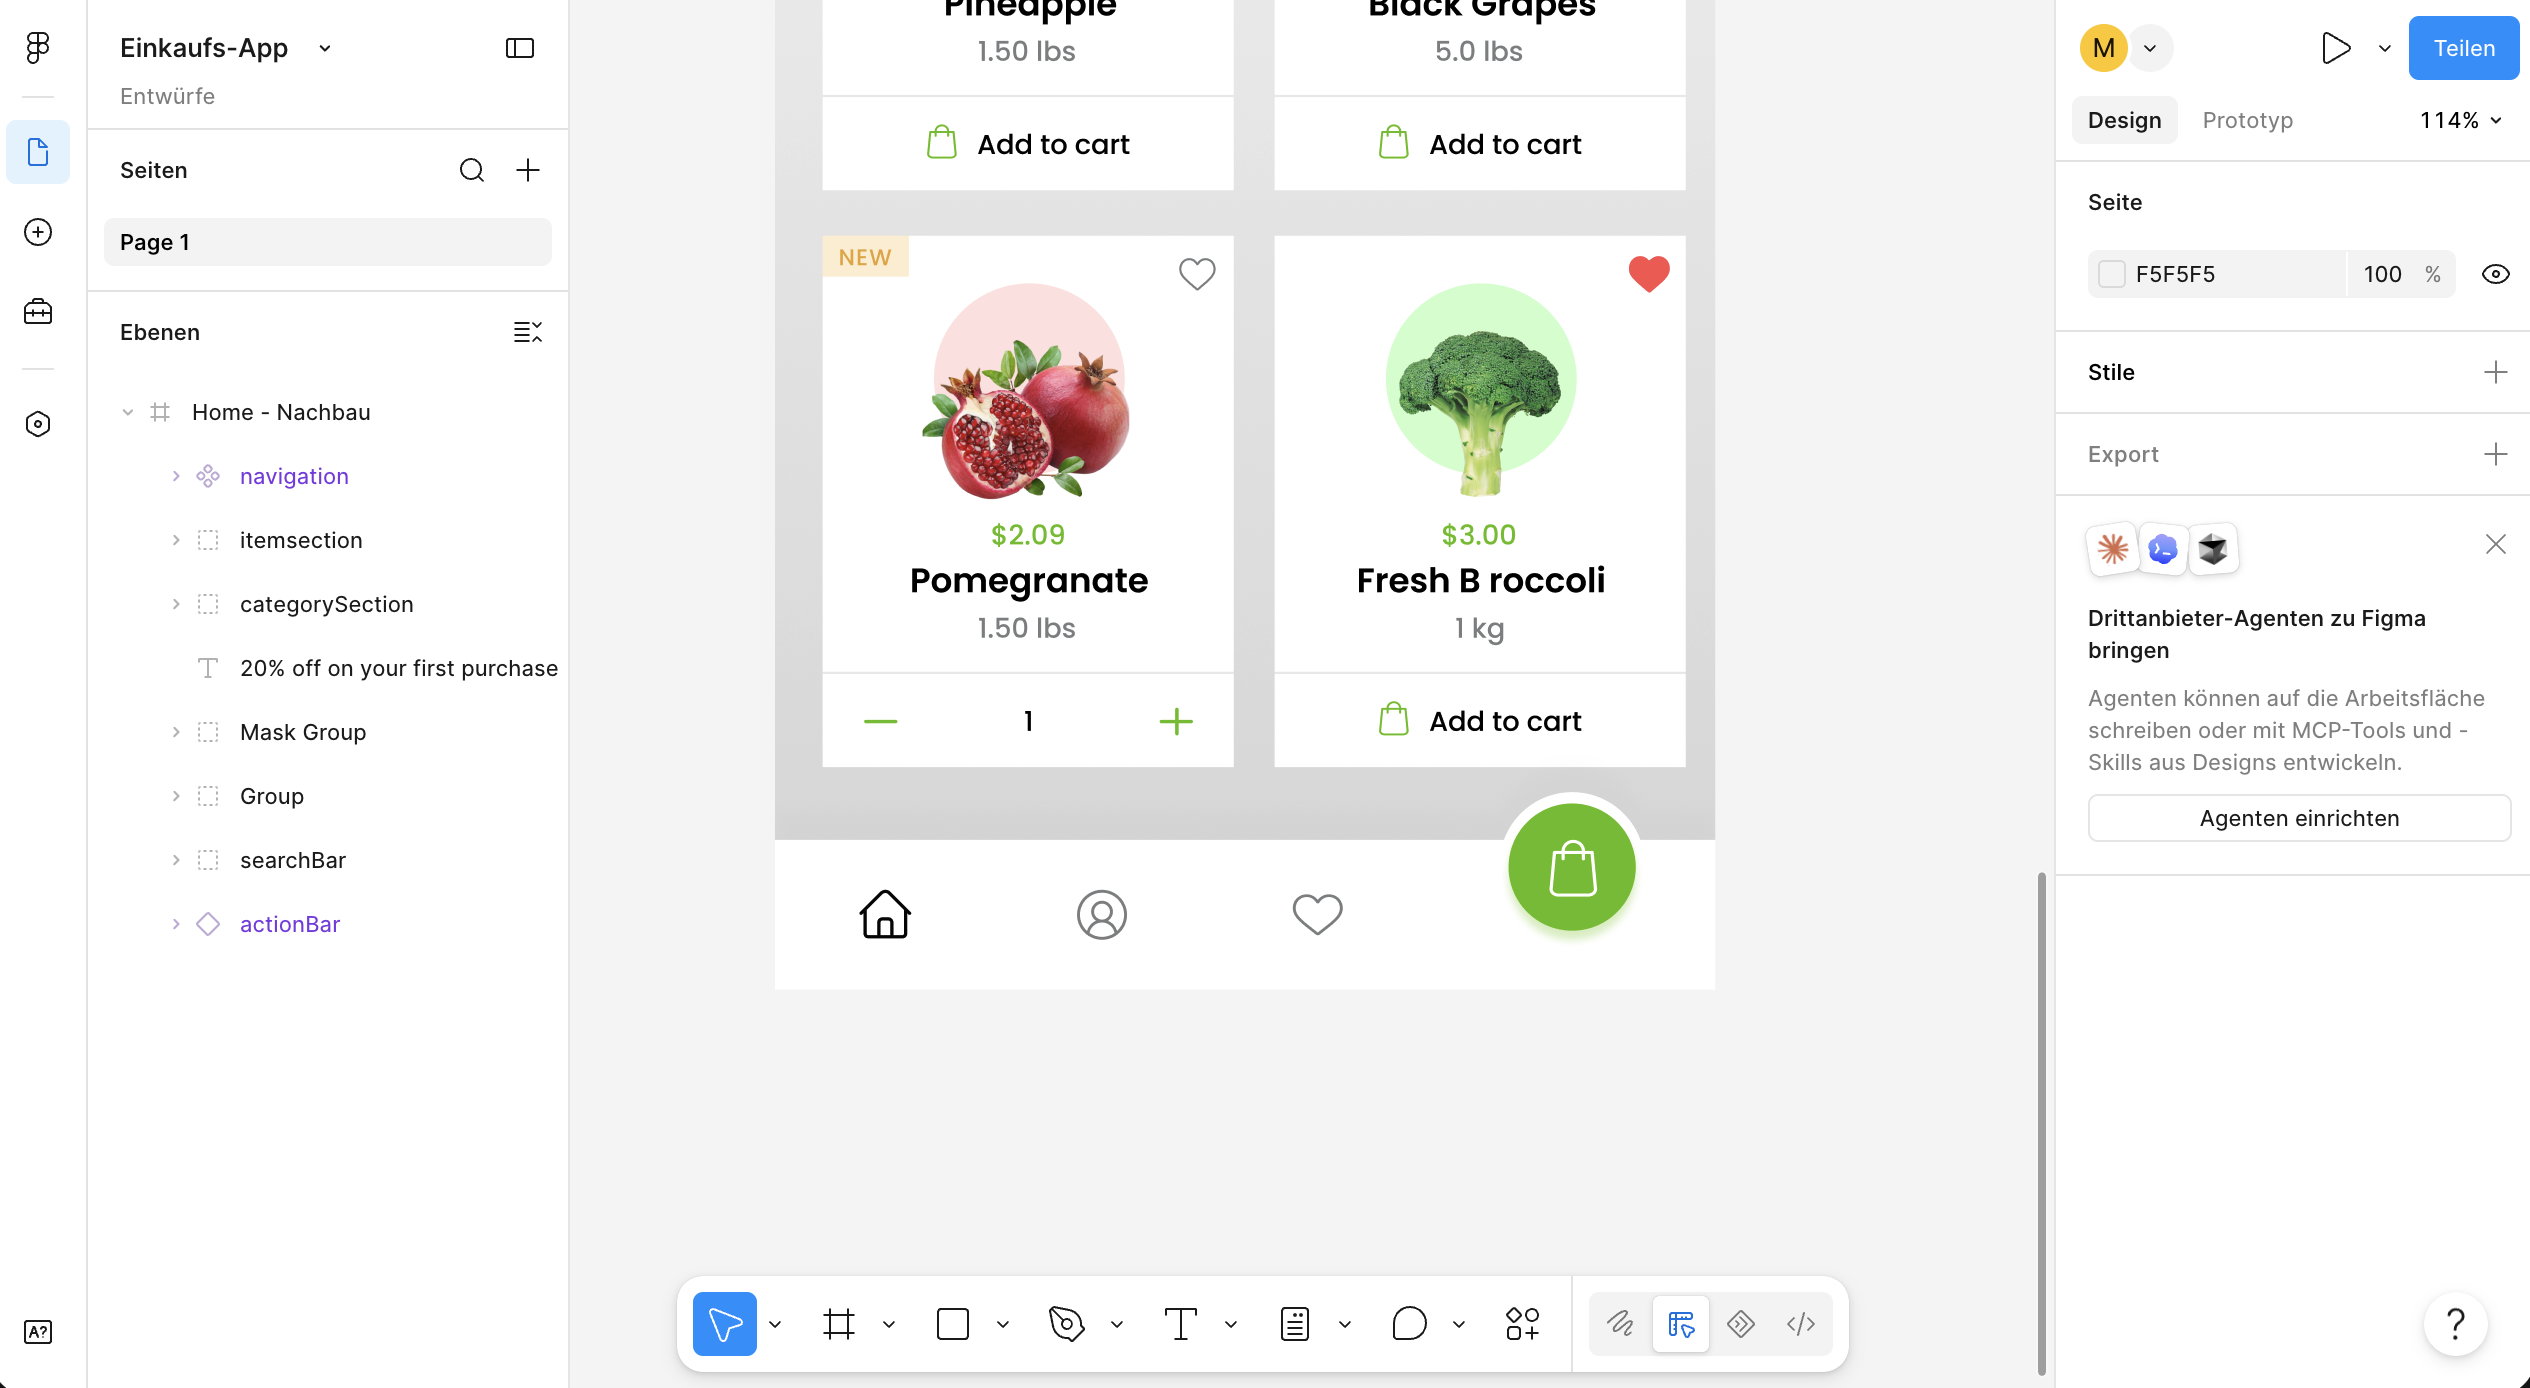 Einkaufs-App
Entwürfe
Seiten
Page 1
Ebenen
Home - Nachbau
navigation
itemsection
categorySection
20% off on your first purchase
Mask Group
Group
searchBar
actionBar
A?
Pineapple
1.50 lbs
Add to cart
Black Grapes
5.0 lbs
Add to cart
NEW
$2.09
Pomegranate
1.50 lbs
1
$3.00
Fresh B roccoli
1 kg
Add to cart
M
Teilen
Design
Prototyp
114%
Seite
F5F5F5
100 %
Stile
Export
Drittanbieter-Agenten zu Figma
bringen
Agenten können auf die Arbeitsfläche
schreiben oder mit MCP-Tools und -
Skills aus Designs entwickeln.
Agenten einrichten
?